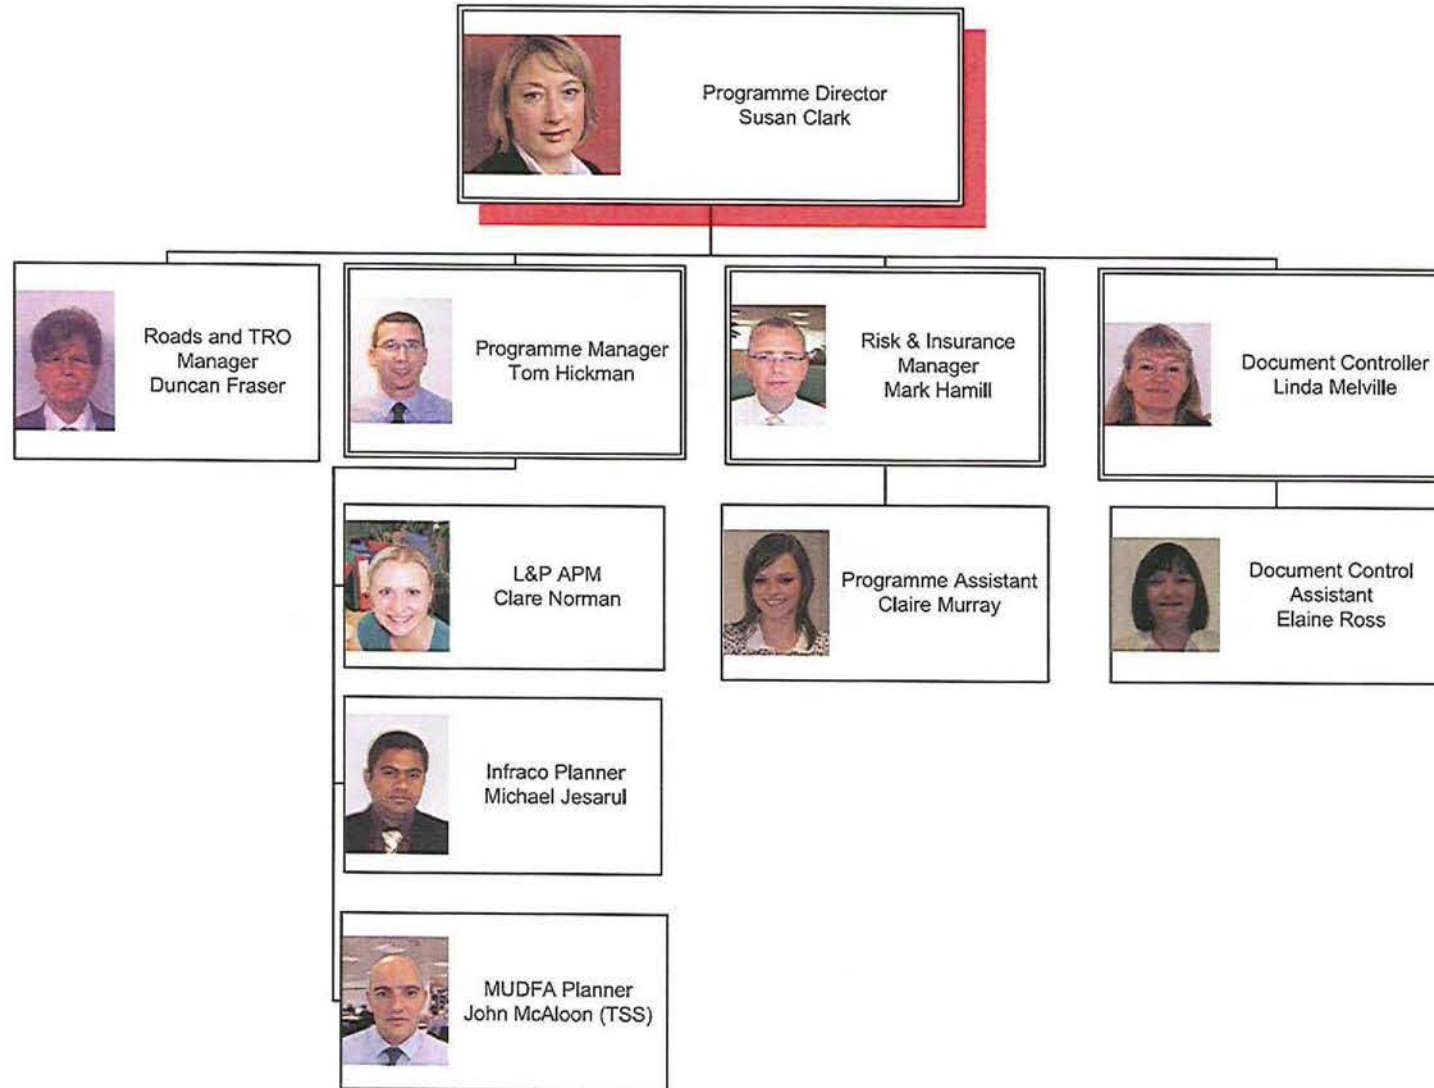 Programme Director
Susan Clark
Roads and TRO
Manager
Duncan Fraser
Programme Manager
Tom Hickman
Risk & Insurance
Manager
Mark Hamill
Document Controller
Linda Melville
L&P APM
Clare Norman
Programme Assistant
Claire Murray
Document Control
Assistant
Elaine Ross
Infraco Planner
Michael Jesarul
MUDFA Planner
John McAloon (TSS)